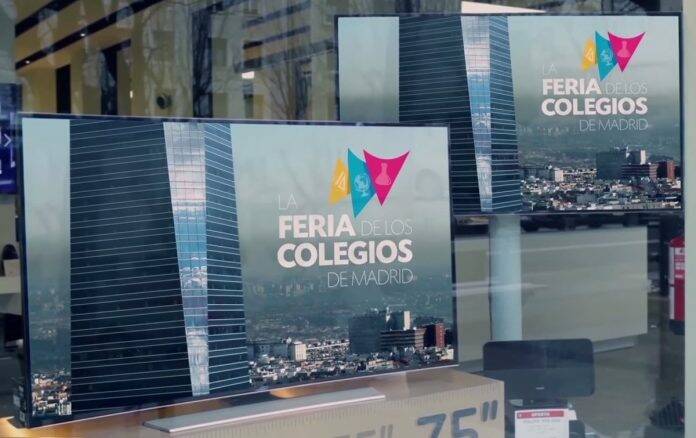 LA
FERIA DE LOS
COLEGIOS
DE MADRID
LA
FERIA DE LOS
COLEGIOS
DE MADRID
75"
OFERTA